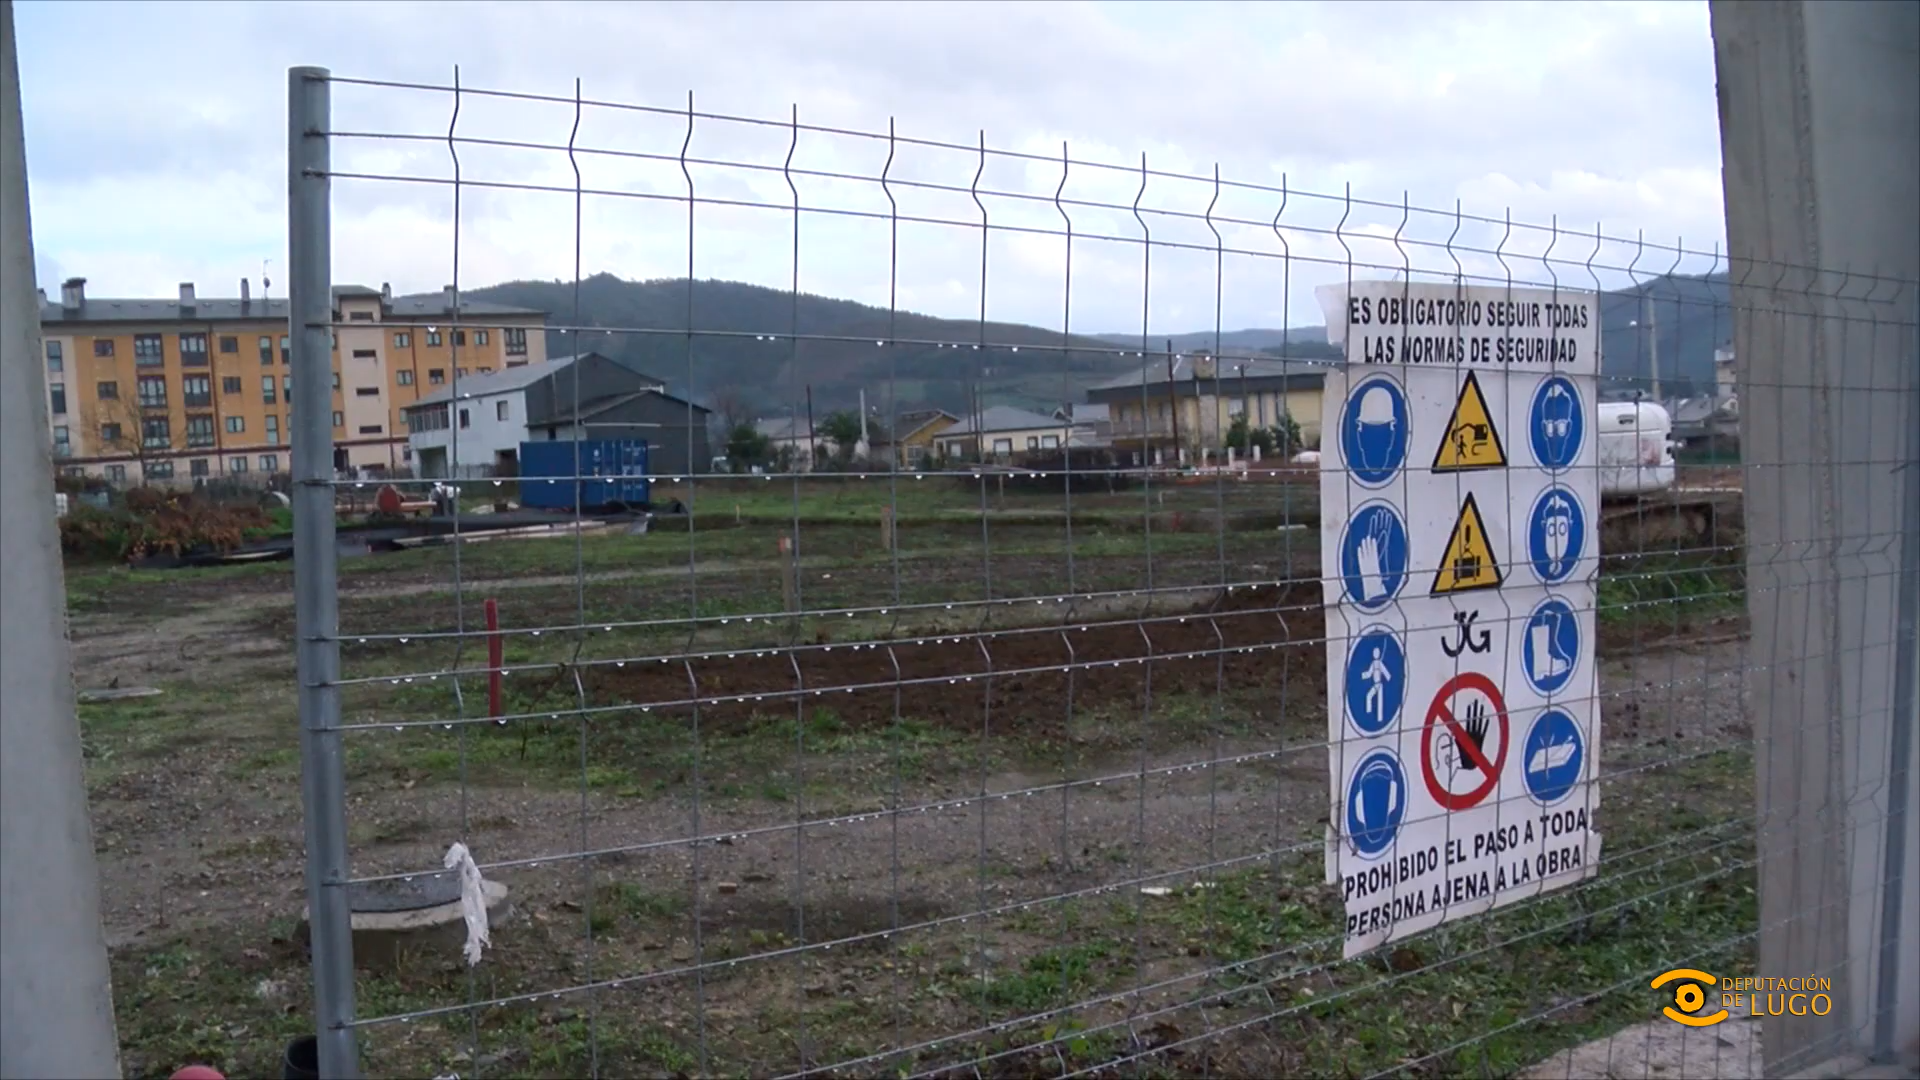 ES OBLIGATORIO SEGUIR TODAS
LAS NORMAS DE SEGURIDAD
JG
PROHIBIDO EL PASO A TODA
PERSONA AJENA A LA OBRA
DEPUTACIÓN
DE LUGO